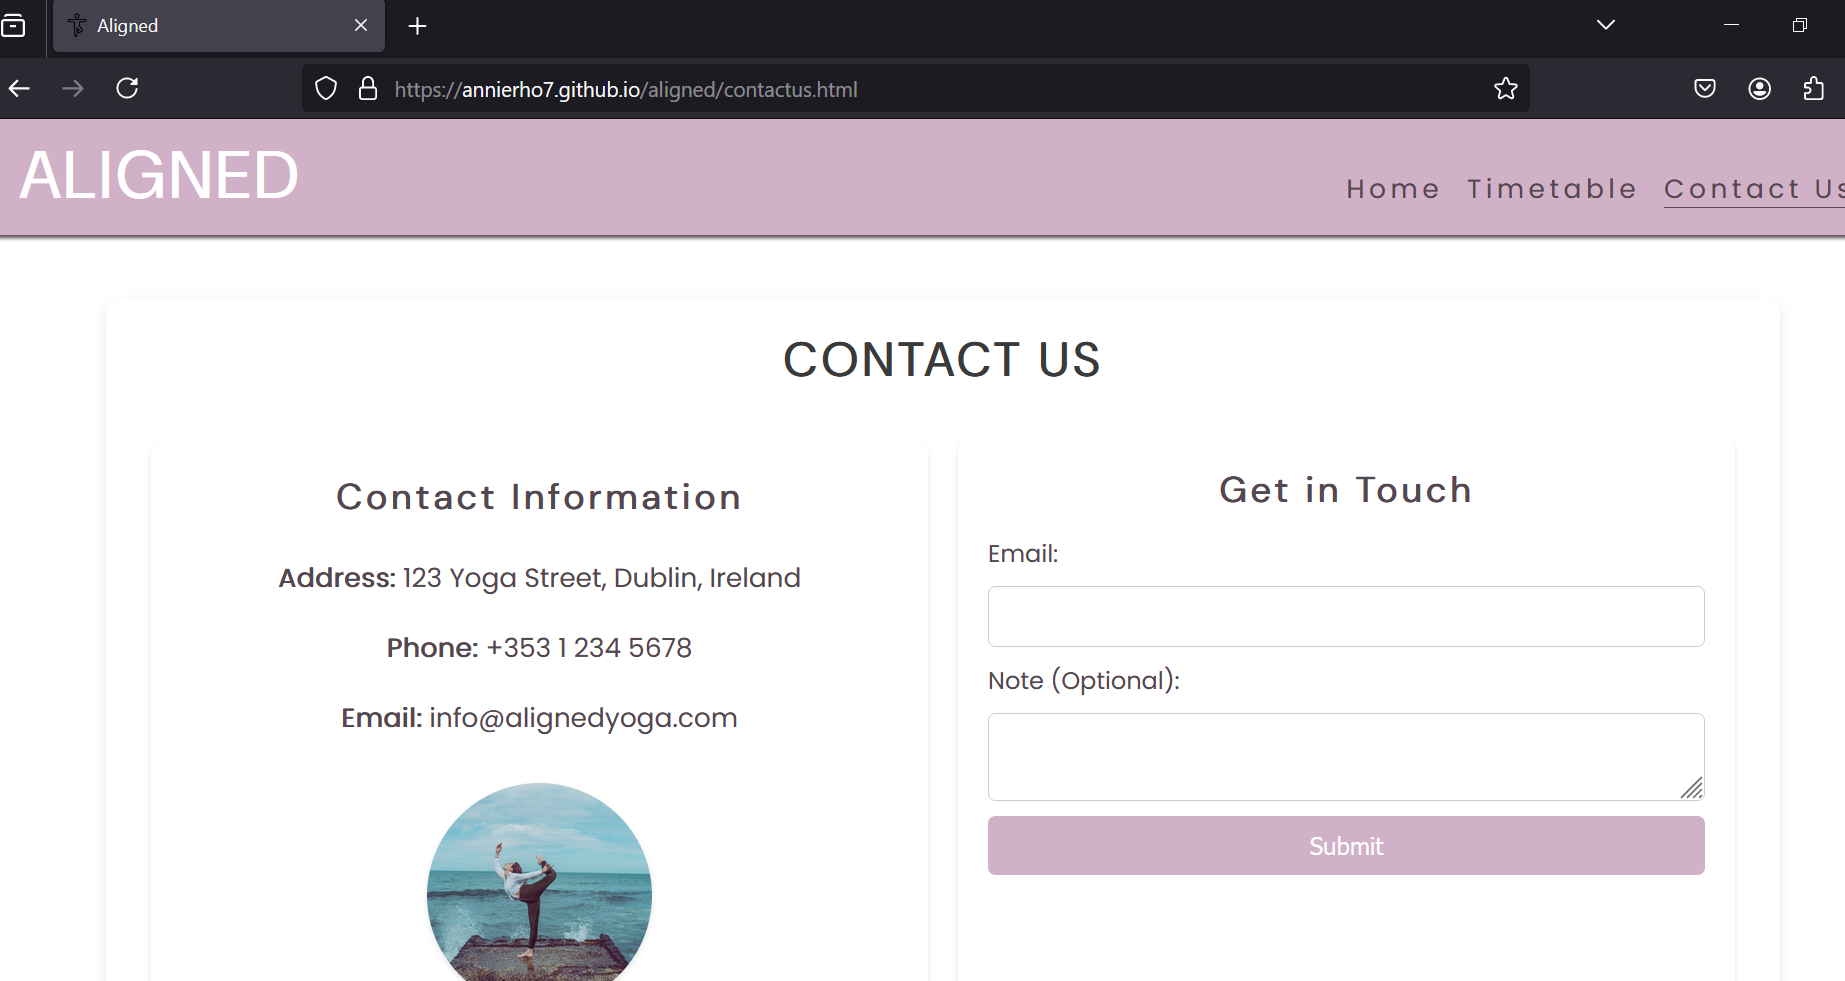 Aligned
https://annierho7.github.io/aligned/contactus.html
ALIGNED
Home Timetable Contact Us
CONTACT US
Contact Information
Address: 123 Yoga Street, Dublin, Ireland
Phone: +353 1 234 5678
Email: info@alignedyoga.com
Get in Touch
Email:
Note (Optional):
Submit